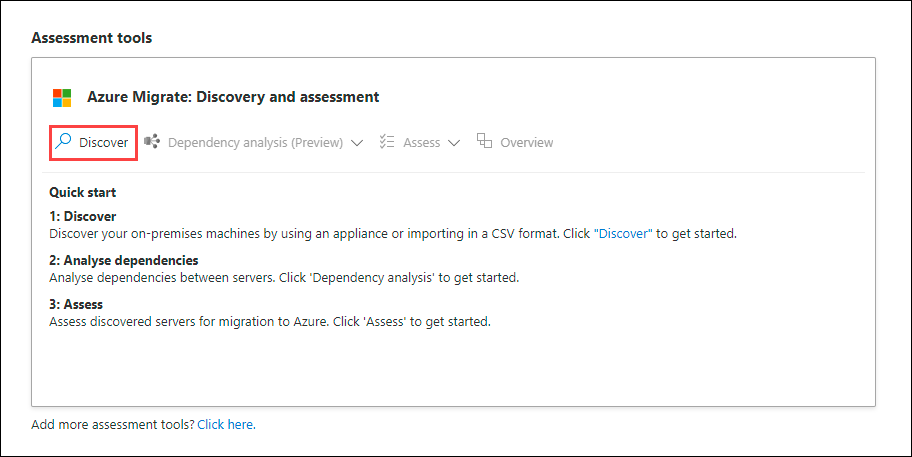 Assessment tools
Azure Migrate: Discovery and assessment
Discover Dependency analysis (Preview) Assess Overview
Quick start
1: Discover
Discover your on-premises machines by using an appliance or importing in a CSV format. Click "Discover" to get started.
2: Analyse dependencies
Analyse dependencies between servers. Click 'Dependency analysis' to get started.
3: Assess
Assess discovered servers for migration to Azure. Click 'Assess' to get started.
Add more assessment tools? Click here.